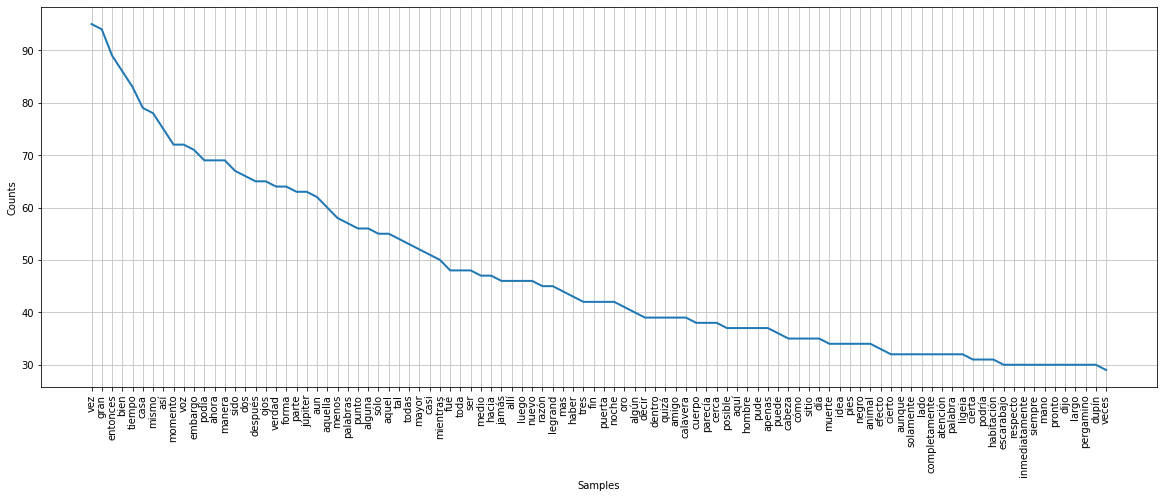 90
80
70
60
50
40
30
Counts
vez
gran
entonces
bien
tiempo
casa
mismo
así
momento
voz
embargo
podía
ahora
manera
sido
dos
después
ojos
verdad
forma
parte
júpiter
aun
aquella
menos
palabras
punto
alguna
sólo
aquel
tal
todas
mayor
casi
mientras
fue
toda
ser
medio
hacia
jamás
allí
luego
nuevo
razón
legrand
mas
haber
tres
fin
puerta
noche
oro
algún
decir
dentro
quizá
amigo
calavera
cuerpo
parecía
cerca
posible
aquí
hombre
pude
apenas
puede
cabeza
cómo
sitio
día
muerte
idea
pies
negro
animal
efecto
cierto
aunque
solamente
lado
completamente
atención
palabra
ligeia
cierta
podría
habitación
escarabajo
respecto
inmediatamente
siempre
mano
pronto
dijo
largo
pergamino
dupin
veces
Samples